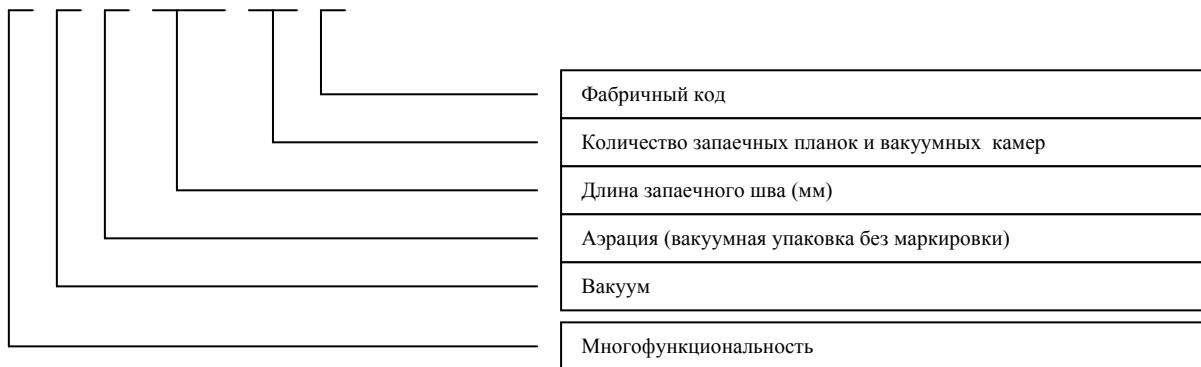 Фабричный код
Количество запаечных планок и вакуумных камер
Длина запаечного шва (мм)
Аэрация (вакуумная упаковка без маркировки)
Вакуум
Многофункциональность